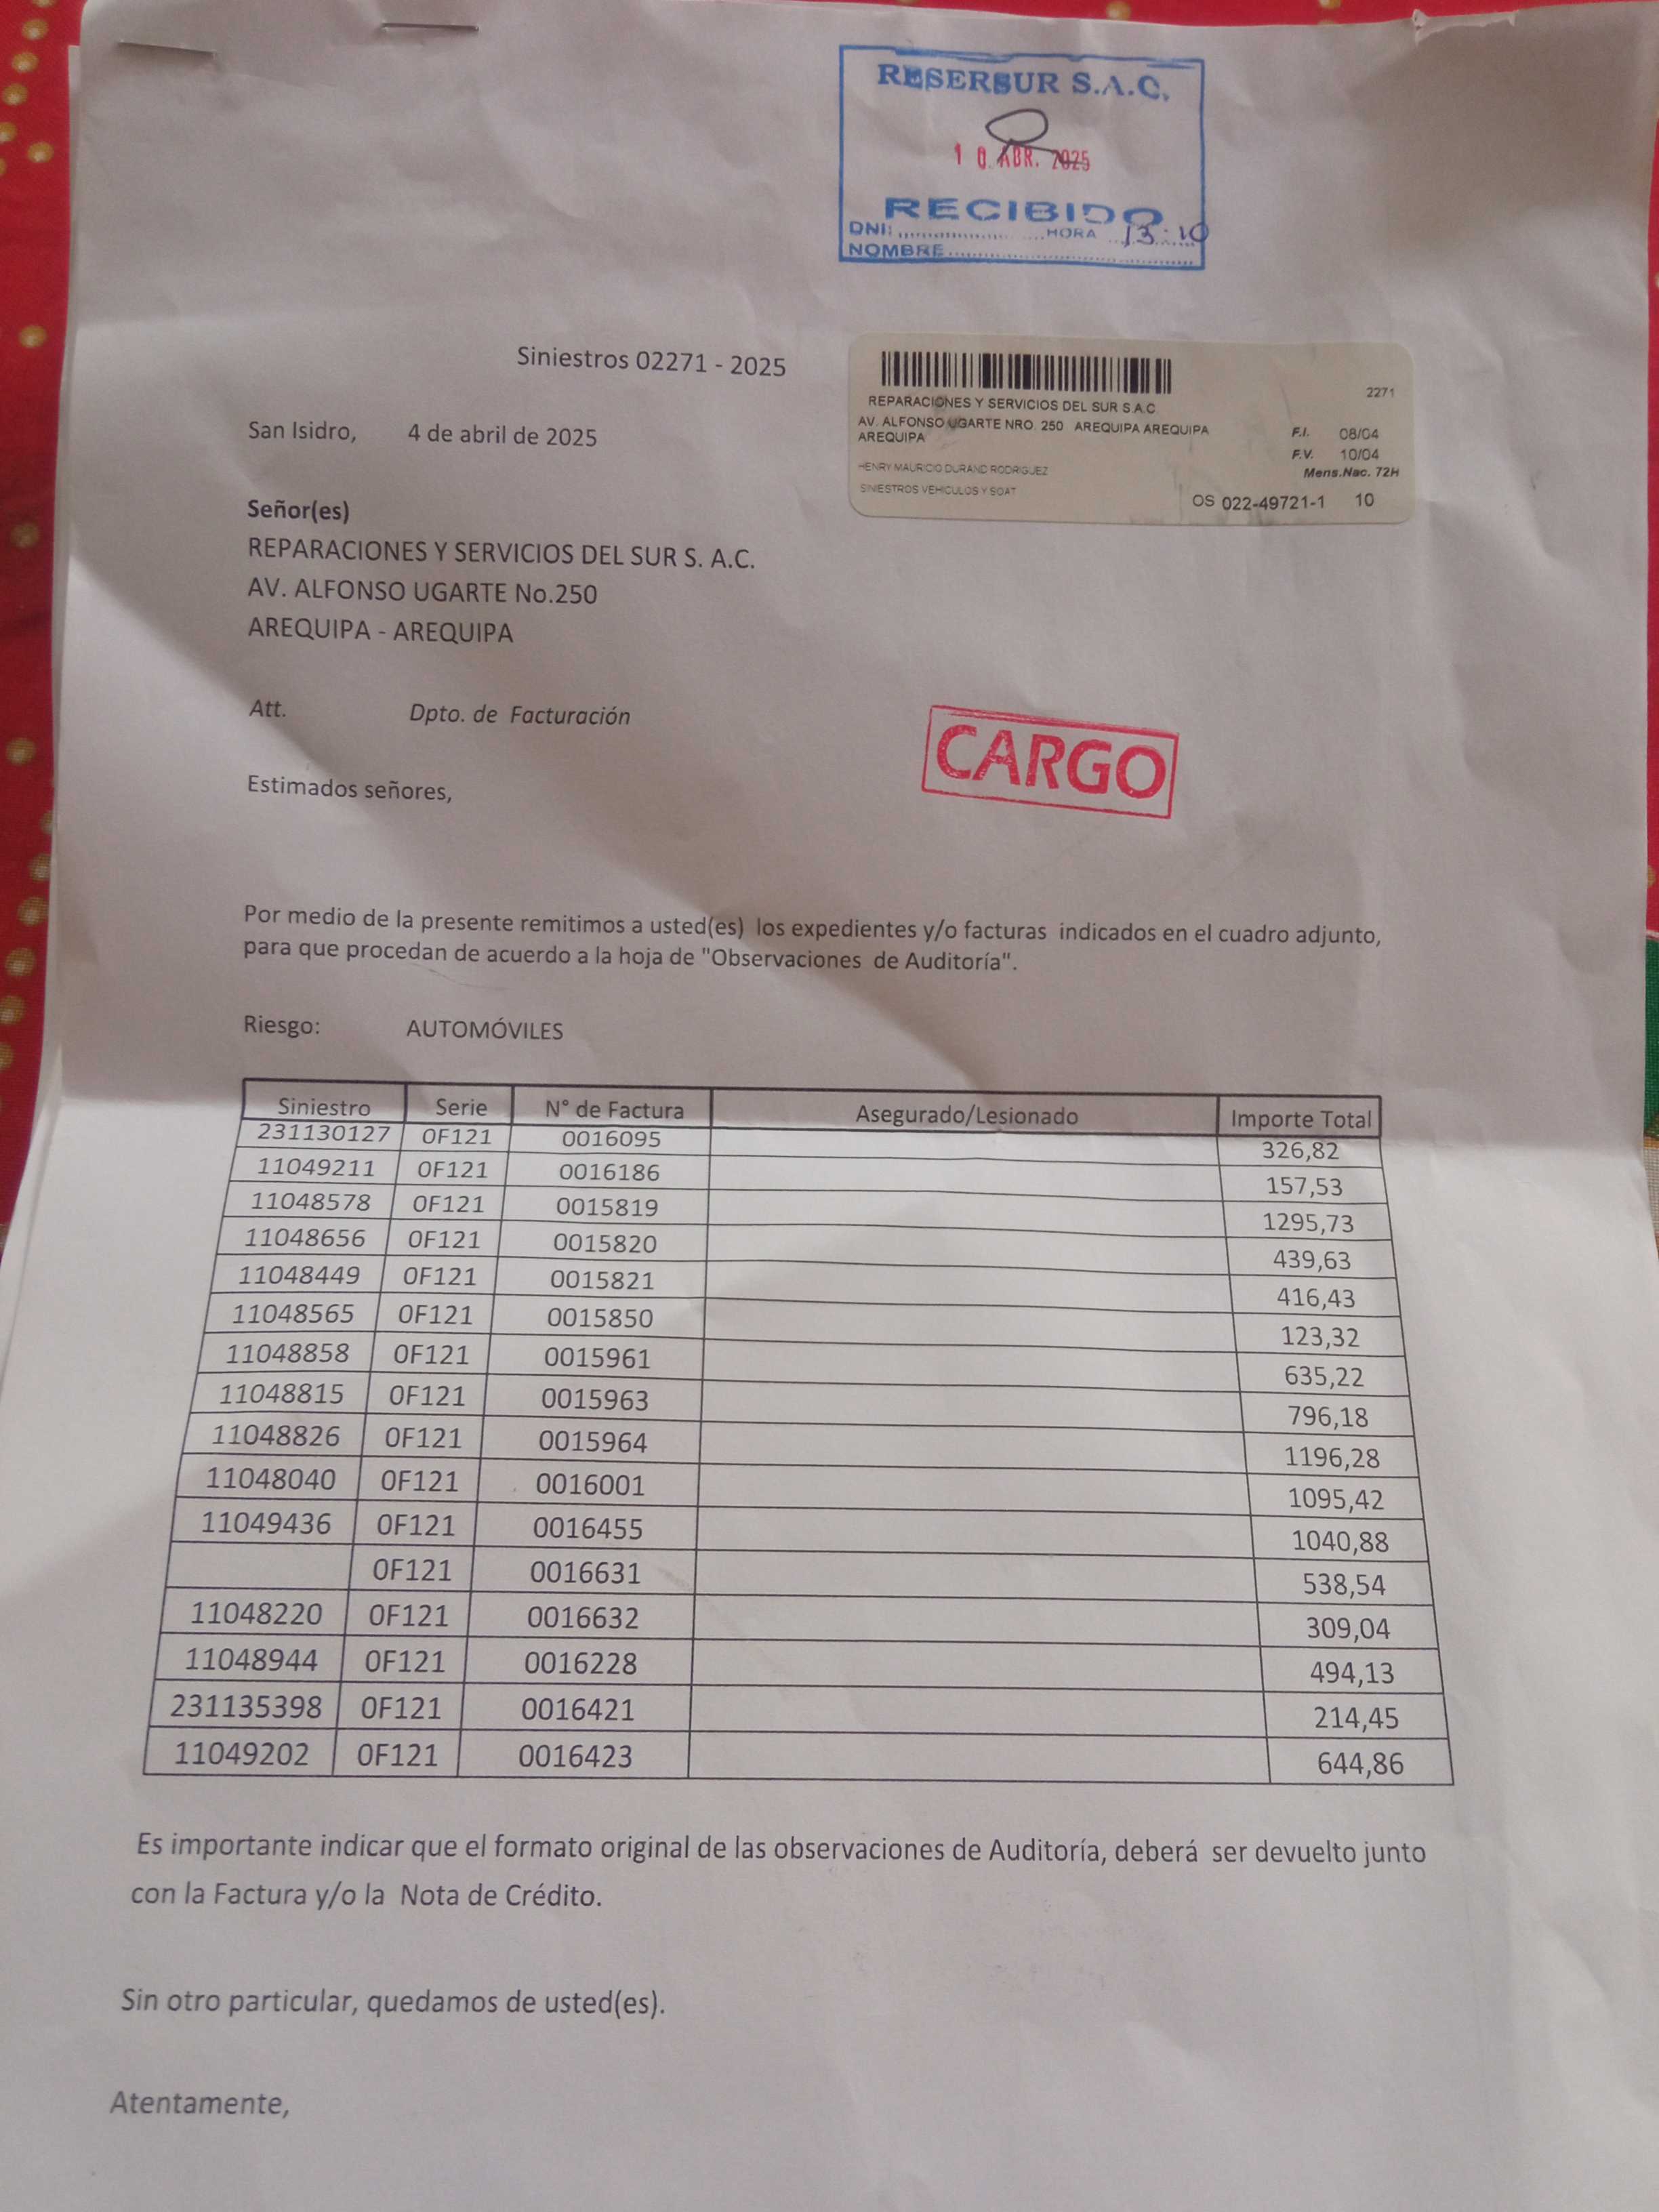 RESERSUR S.A.C.
10 ABR. 2025
RECIBIDO
DNI: HORA 13:10
NOMBRE
Siniestros 02271 - 2025
2271
REPARACIONES Y SERVICIOS DEL SUR S.A.C.
AV. ALFONSO UGARTE NRO. 250 AREQUIPA AREQUIPA
AREQUIPA
F.I. 08/04
F.V. 10/04
HENRY MAURICIO DURAND RODRIGUEZ
Mens.Nac. 72H
SINIESTROS VEHICULOS Y SOAT
OS 022-49721-1 10
San Isidro, 4 de abril de 2025
Señor(es)
REPARACIONES Y SERVICIOS DEL SUR S. A.C.
AV. ALFONSO UGARTE No.250
AREQUIPA - AREQUIPA
Att. Dpto. de Facturación
CARGO
Estimados señores,
Por medio de la presente remitimos a usted(es) los expedientes y/o facturas indicados en el cuadro adjunto,
para que procedan de acuerdo a la hoja de "Observaciones de Auditoría".
Riesgo: AUTOMÓVILES
Siniestro Serie N° de Factura Asegurado/Lesionado Importe Total
231130127 0F121 0016095 326,82
11049211 0F121 0016186 157,53
11048578 0F121 0015819 1295,73
11048656 0F121 0015820 439,63
11048449 0F121 0015821 416,43
11048565 0F121 0015850 123,32
11048858 0F121 0015961 635,22
11048815 0F121 0015963 796,18
11048826 0F121 0015964 1196,28
11048040 0F121 0016001 1095,42
11049436 0F121 0016455 1040,88
0F121 0016631 538,54
11048220 0F121 0016632 309,04
11048944 0F121 0016228 494,13
231135398 0F121 0016421 214,45
11049202 0F121 0016423 644,86
Es importante indicar que el formato original de las observaciones de Auditoría, deberá ser devuelto junto
con la Factura y/o la Nota de Crédito.
Sin otro particular, quedamos de usted(es).
Atentamente,